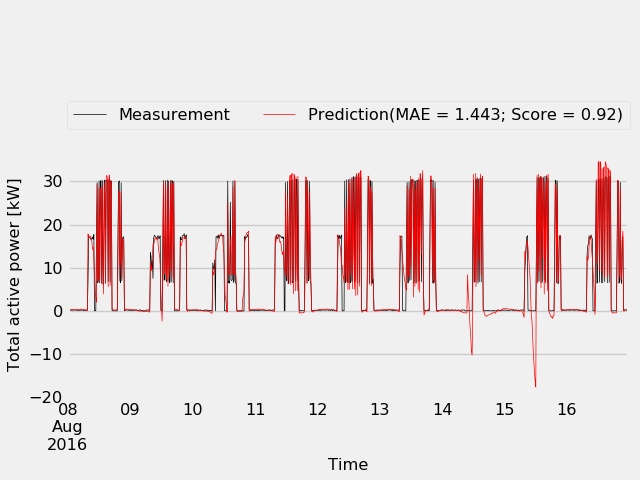 Measurement
Prediction(MAE = 1.443; Score = 0.92)
Total active power [kW]
30
20
10
0
−10
−20
08 09 10 11 12 13 14 15 16
Aug
2016
Time